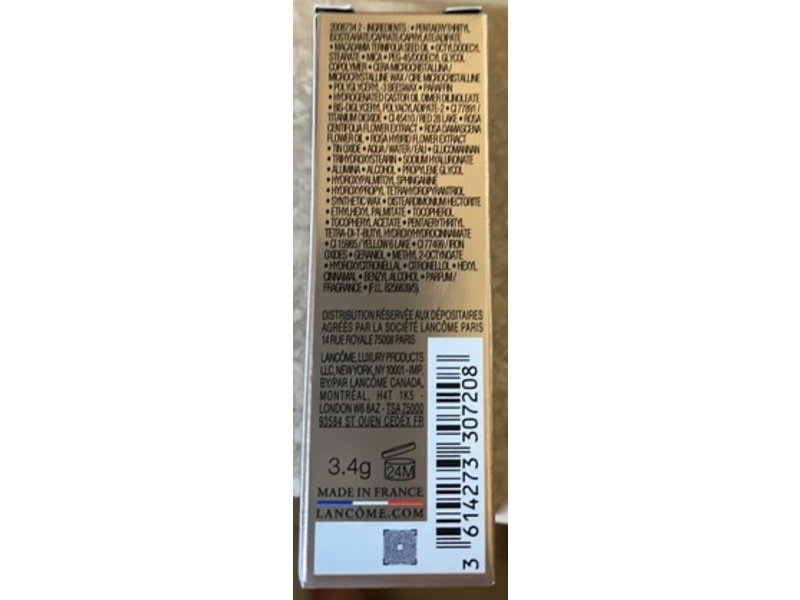 2006734 2 - INGREDIENTS : • PENTAERYTHRITYL
ISOSTEARATE/CAPRATE/CAPRYLATE/ADIPATE
• MACADAMIA TERNIFOLIA SEED OIL • OCTYLDODECYL
STEARATE • MICA • PEG-45/DODECYL GLYCOL
COPOLYMER • CERA MICROCRISTALLINA /
MICROCRYSTALLINE WAX / CIRE MICROCRISTALLINE
• POLYGLYCERYL-3 BEESWAX • PARAFFIN
• HYDROGENATED CASTOR OIL DIMER DILINOLEATE
• BIS-DIGLYCERYL POLYACYLADIPATE-2 • CI 77891 /
TITANIUM DIOXIDE • CI 45410 / RED 28 LAKE • ROSA
CENTIFOLIA FLOWER EXTRACT • ROSA DAMASCENA
FLOWER OIL • ROSA HYBRID FLOWER EXTRACT
• TIN OXIDE • AQUA / WATER / EAU • GLUCOMANNAN
• TRIHYDROXYSTEARIN • SODIUM HYALURONATE
• ALUMINA • ALCOHOL • PROPYLENE GLYCOL
• HYDROXYPALMITOYL SPHINGANINE
• HYDROXYPROPYL TETRAHYDROPYRANTRIOL
• SYNTHETIC WAX • DISTEARDIMONIUM HECTORITE
• ETHYLHEXYL PALMITATE • TOCOPHEROL
• TOCOPHERYL ACETATE • PENTAERYTHRITYL
TETRA-DI-T-BUTYL HYDROXYHYDROCINNAMATE
• CI 15985 / YELLOW 6 LAKE • CI 77499 / IRON
OXIDES • GERANIOL • METHYL 2-OCTYNOATE
• HYDROXYCITRONELLAL • CITRONELLOL • HEXYL
CINNAMAL • BENZYL ALCOHOL • PARFUM /
FRAGRANCE • (F.I.L. B256639/5)
DISTRIBUTION RÉSERVÉE AUX DÉPOSITAIRES
AGRÉÉS PAR LA SOCIÉTÉ LANCÔME PARIS
14 RUE ROYALE 75008 PARIS
LANCÔME, LUXURY PRODUCTS
LLC, NEW YORK, NY 10001 - IMP.
BY/PAR LANCÔME CANADA,
MONTRÉAL, H4T 1K5 -
LONDON W6 8AZ - TSA 75000
93584 ST OUEN CEDEX FR
3.4g
24M
MADE IN FRANCE
LANCÔME.COM
3 614273 307208